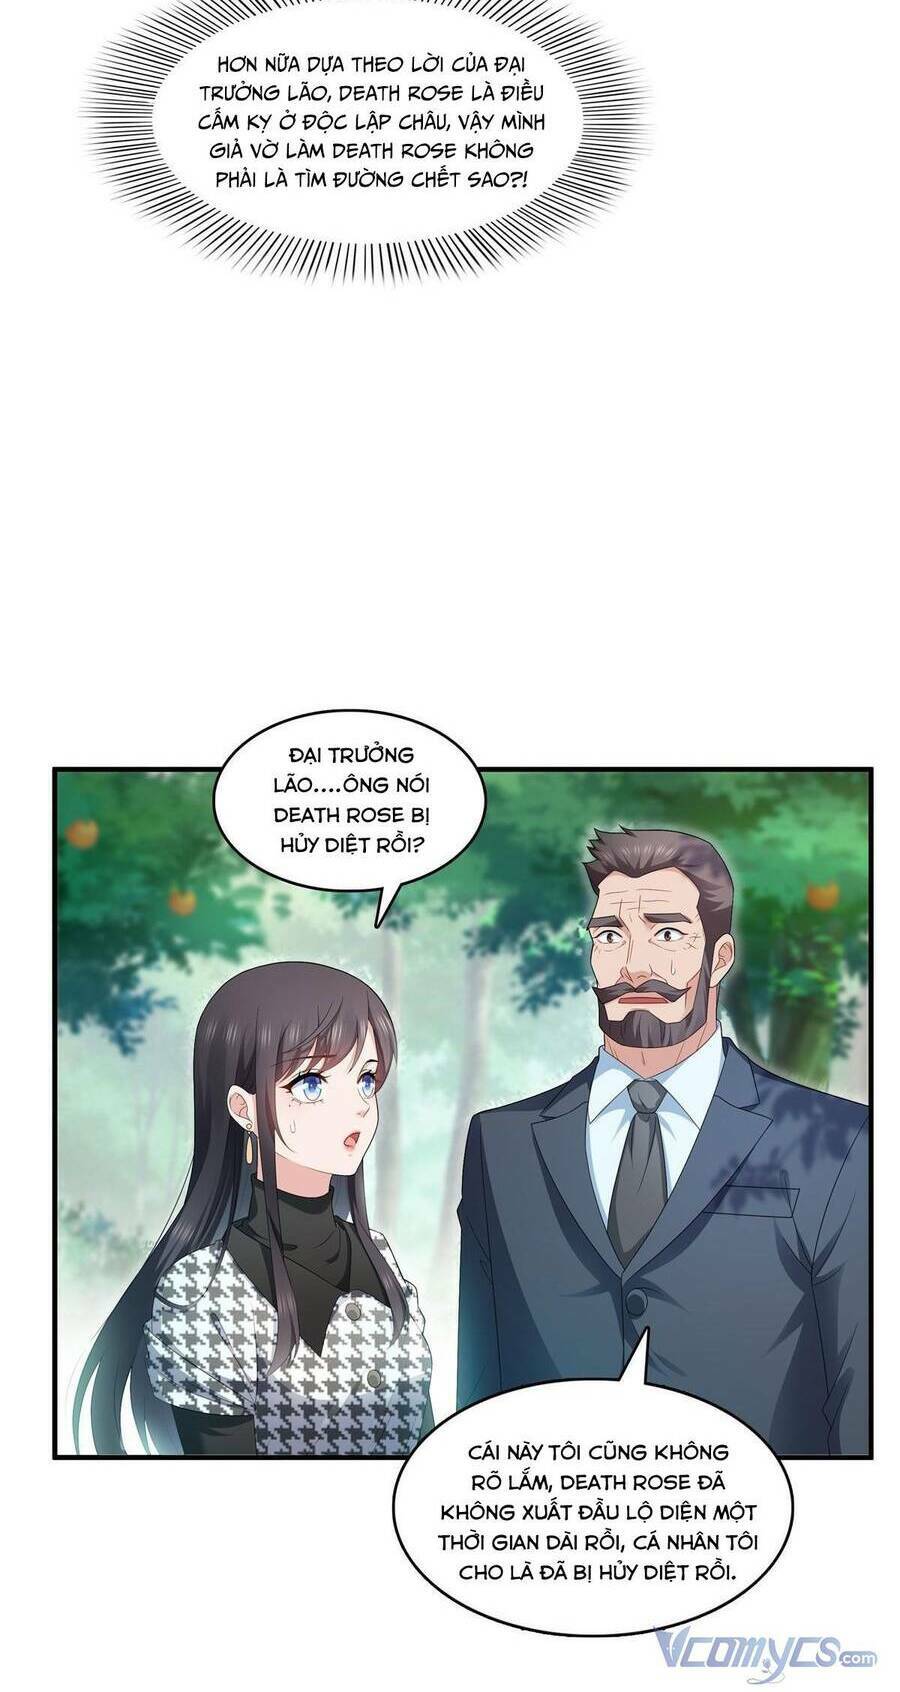 HƠN NỮA DỰA THEO LỜI CỦA ĐẠI
TRƯỞNG LÃO, DEATH ROSE LÀ ĐIỀU
CẤM KỴ Ở ĐỘC LẬP CHÂU, VẬY MÌNH
GIẢ VỜ LÀM DEATH ROSE KHÔNG
PHẢI LÀ TÌM ĐƯỜNG CHẾT SAO?!
ĐẠI TRƯỞNG
LÃO....ÔNG NÓI
DEATH ROSE BỊ
HỦY DIỆT RỒI?
CÁI NÀY TÔI CŨNG KHÔNG
RÕ LẮM, DEATH ROSE ĐÃ
KHÔNG XUẤT ĐẦU LỘ DIỆN MỘT
THỜI GIAN DÀI RỒI, CÁ NHÂN TÔI
CHO LÀ ĐÃ BỊ HỦY DIỆT RỒI.
VCOMYCS.com